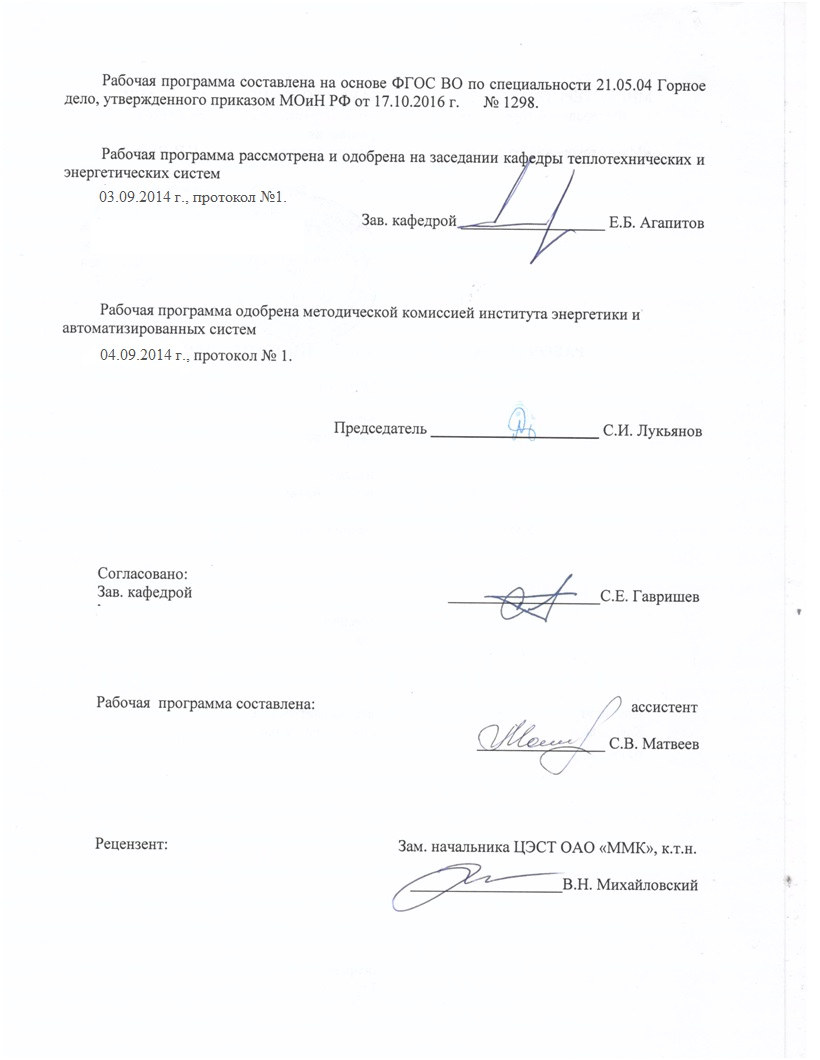 Рабочая программа составлена на основе ФГОС ВО по специальности 21.05.04 Горное
дело, утвержденного приказом МОиН РФ от 17.10.2016 г. № 1298.
Рабочая программа рассмотрена и одобрена на заседании кафедры теплотехнических и
энергетических систем
03.09.2014 г., протокол №1.
Зав. кафедрой Е.Б. Агапитов
Рабочая программа одобрена методической комиссией института энергетики и
автоматизированных систем
04.09.2014 г., протокол № 1.
Председатель С.И. Лукьянов
Согласовано:
Зав. кафедрой С.Е. Гавришев
Рабочая программа составлена: ассистент
С.В. Матвеев
Рецензент: Зам. начальника ЦЭСТ ОАО «ММК», к.т.н.
В.Н. Михайловский